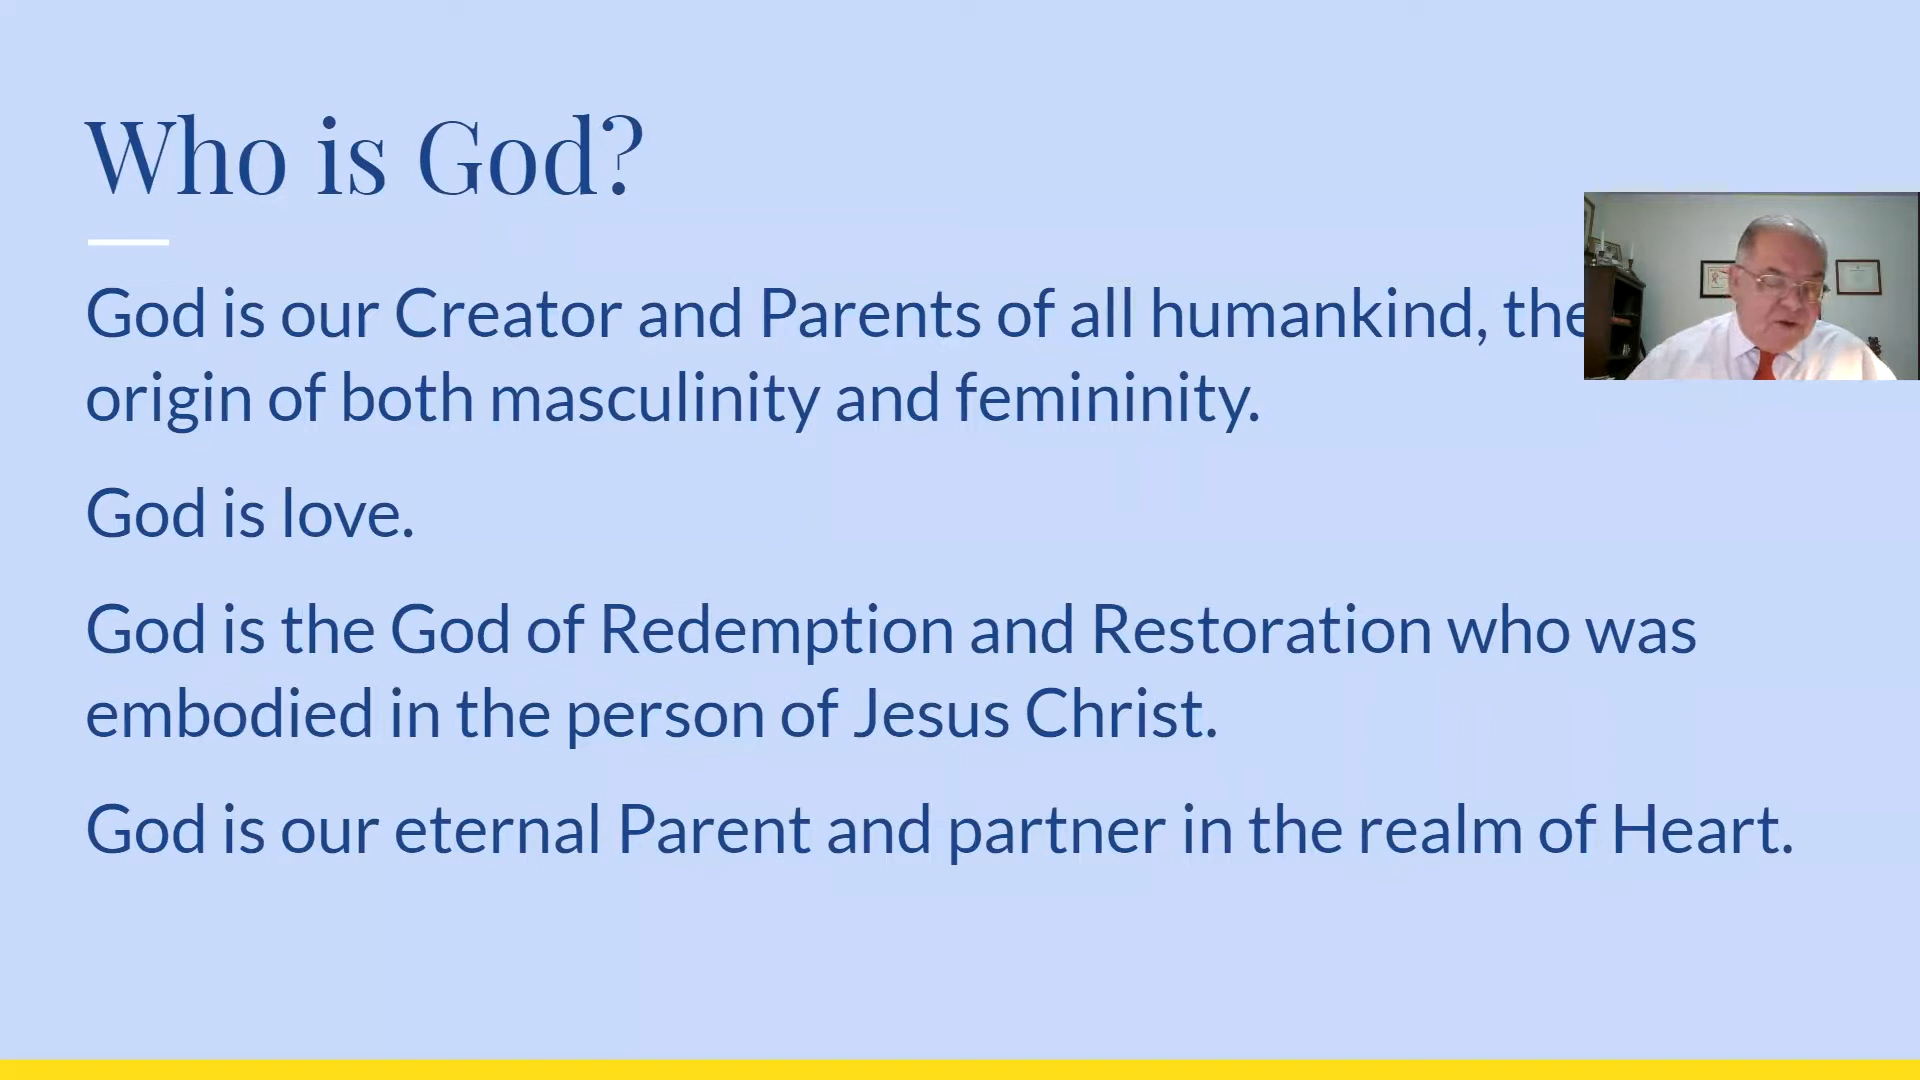 Who is God?
God is our Creator and Parents of all humankind, the
origin of both masculinity and femininity.
God is love.
God is the God of Redemption and Restoration who was
embodied in the person of Jesus Christ.
God is our eternal Parent and partner in the realm of Heart.